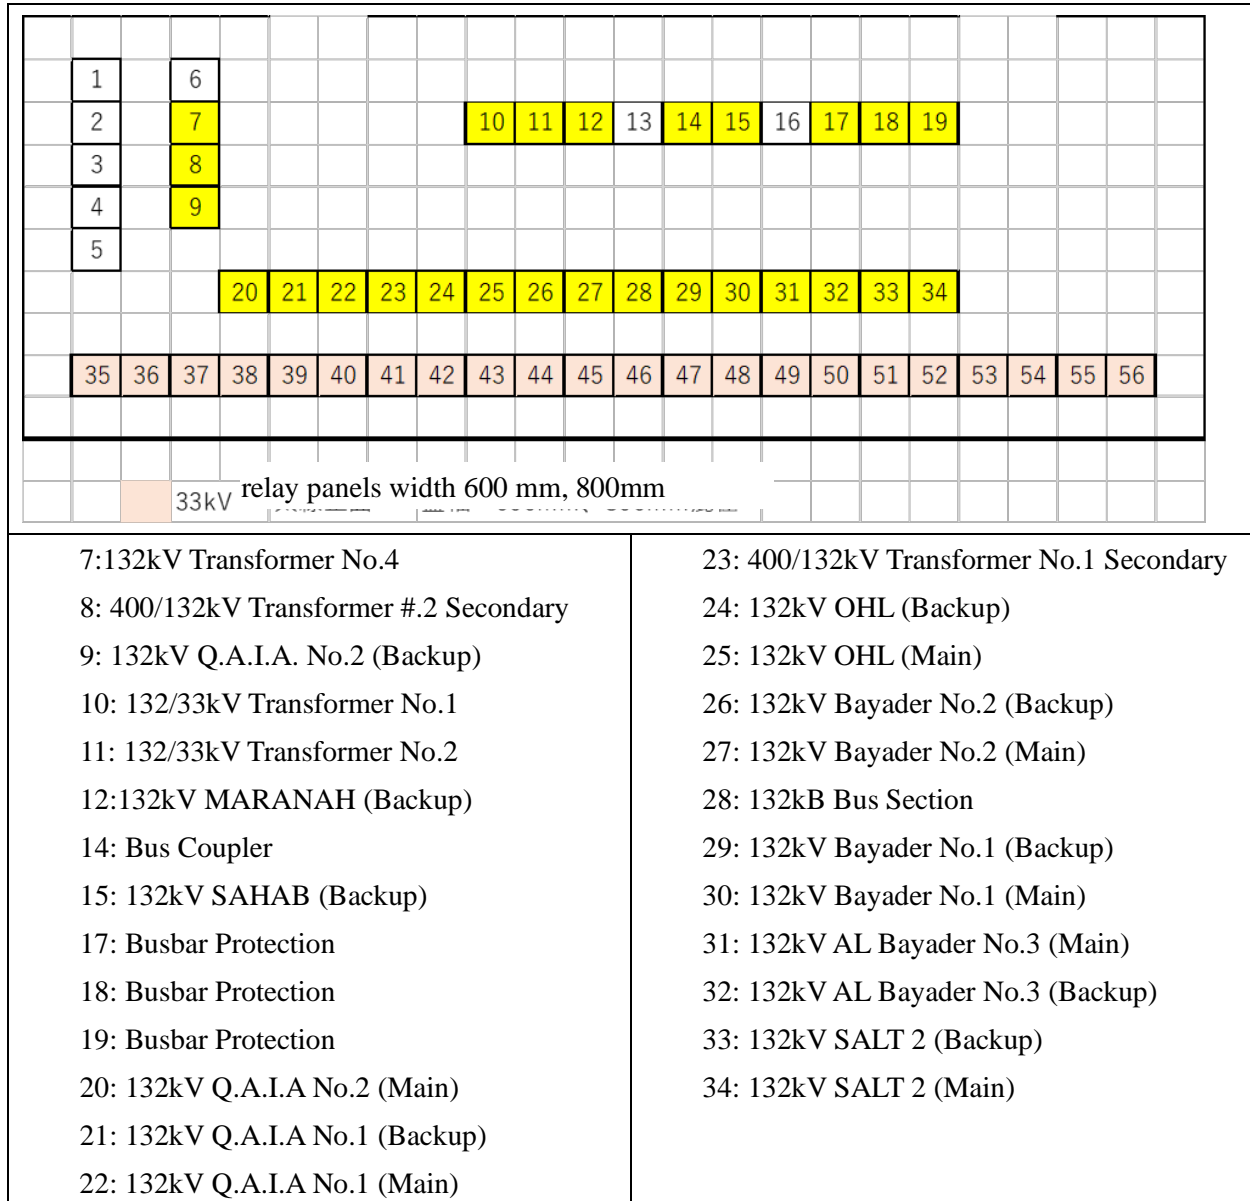 1 6
2 7 10 11 12 13 14 15 16 17 18 19
3 8
4 9
5
20 21 22 23 24 25 26 27 28 29 30 31 32 33 34
35 36 37 38 39 40 41 42 43 44 45 46 47 48 49 50 51 52 53 54 55 56
33kV relay panels width 600 mm, 800mm
7:132kV Transformer No.4
8: 400/132kV Transformer #.2 Secondary
9: 132kV Q.A.I.A. No.2 (Backup)
10: 132/33kV Transformer No.1
11: 132/33kV Transformer No.2
12:132kV MARANAH (Backup)
14: Bus Coupler
15: 132kV SAHAB (Backup)
17: Busbar Protection
18: Busbar Protection
19: Busbar Protection
20: 132kV Q.A.I.A No.2 (Main)
21: 132kV Q.A.I.A No.1 (Backup)
22: 132kV Q.A.I.A No.1 (Main)
23: 400/132kV Transformer No.1 Secondary
24: 132kV OHL (Backup)
25: 132kV OHL (Main)
26: 132kV Bayader No.2 (Backup)
27: 132kV Bayader No.2 (Main)
28: 132kB Bus Section
29: 132kV Bayader No.1 (Backup)
30: 132kV Bayader No.1 (Main)
31: 132kV AL Bayader No.3 (Main)
32: 132kV AL Bayader No.3 (Backup)
33: 132kV SALT 2 (Backup)
34: 132kV SALT 2 (Main)